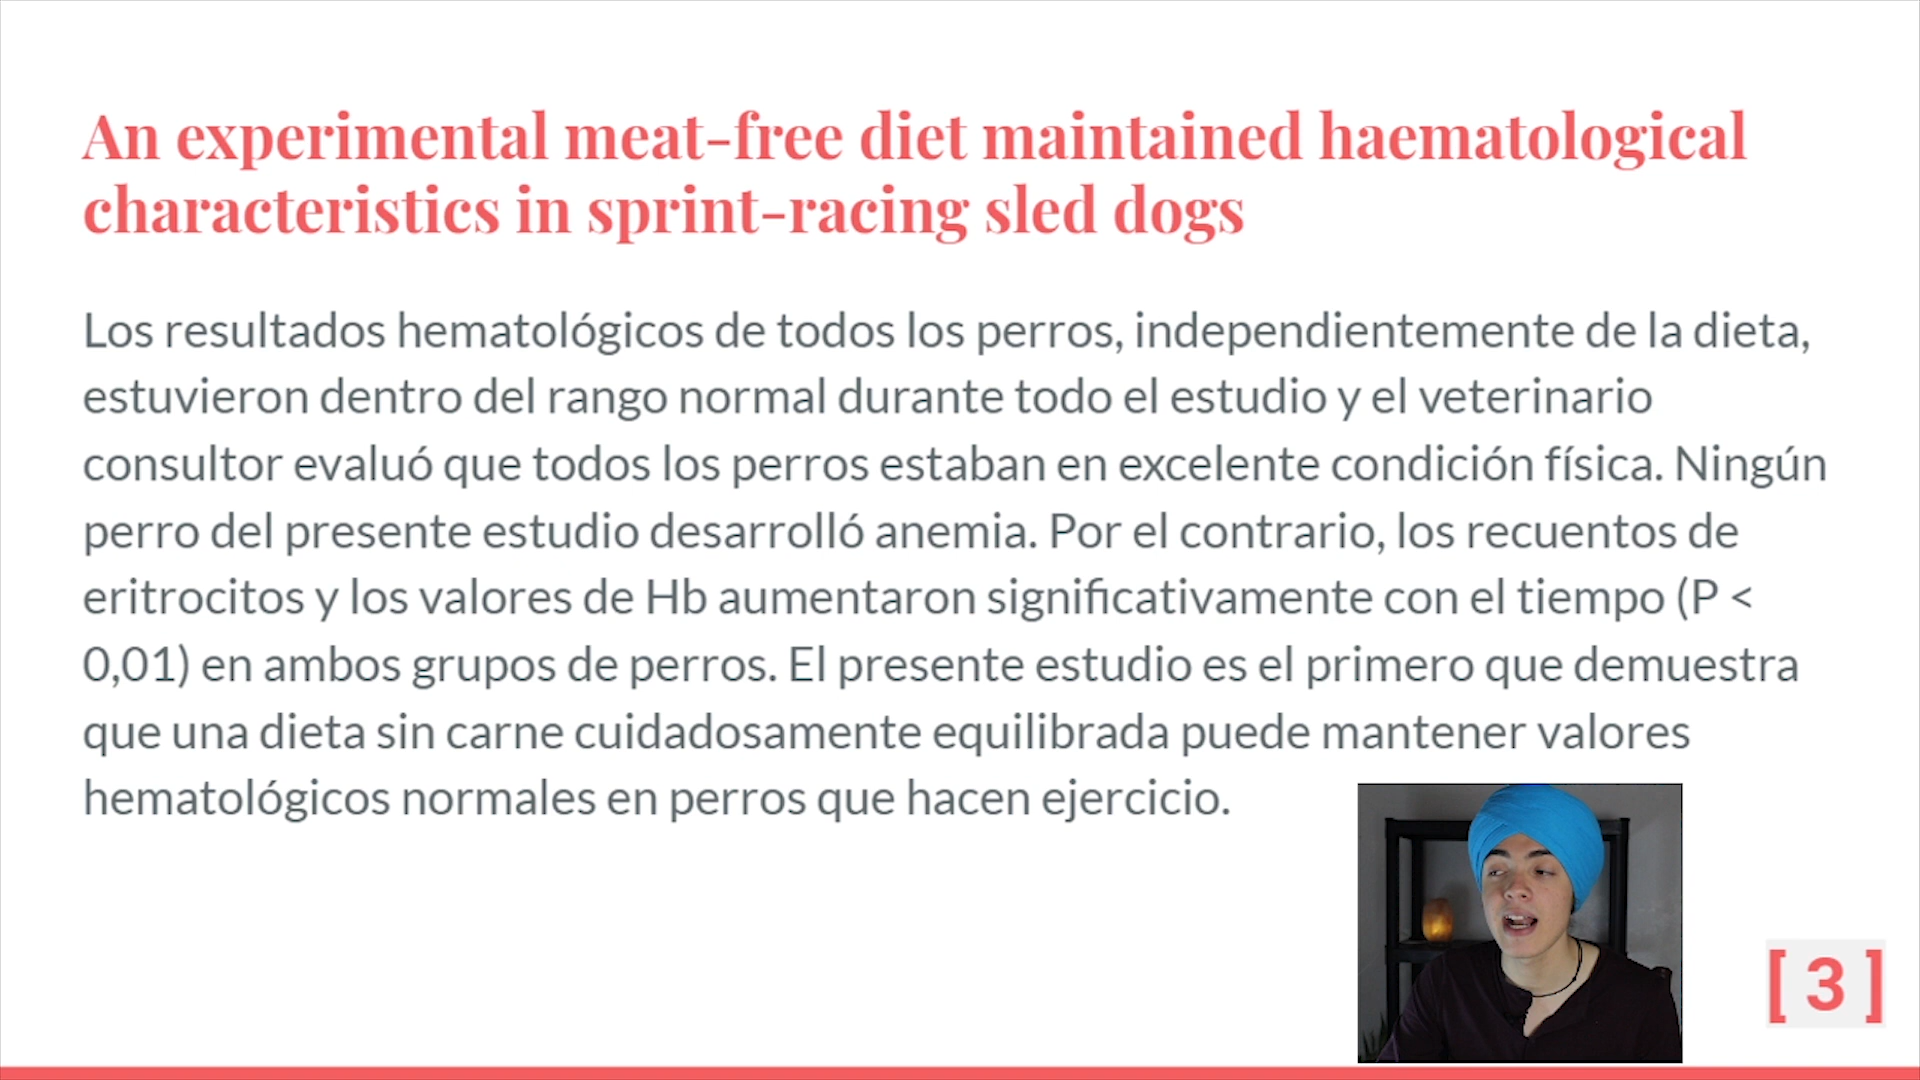 An experimental meat-free diet maintained haematological
characteristics in sprint-racing sled dogs
Los resultados hematológicos de todos los perros, independientemente de la dieta,
estuvieron dentro del rango normal durante todo el estudio y el veterinario
consultor evaluó que todos los perros estaban en excelente condición física. Ningún
perro del presente estudio desarrolló anemia. Por el contrario, los recuentos de
eritrocitos y los valores de Hb aumentaron significativamente con el tiempo (P <
0,01) en ambos grupos de perros. El presente estudio es el primero que demuestra
que una dieta sin carne cuidadosamente equilibrada puede mantener valores
hematológicos normales en perros que hacen ejercicio.
[ 3 ]